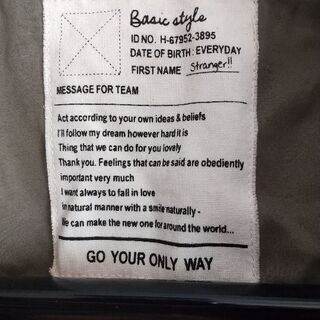 Basic style
ID NO. H-67952-3895
DATE OF BIRTH: EVERYDAY
FIRST NAME Stranger!!
MESSAGE FOR TEAM
Act according to your own ideas & beliefs
I'll follow my dream however hard it is
Thing that we can do for you lovely
Thank you. Feelings that can be said are obediently
important very much
I want always to fall in love
in natural manner with a smile naturally -
We can make the new one for around the world...
GO YOUR ONLY WAY